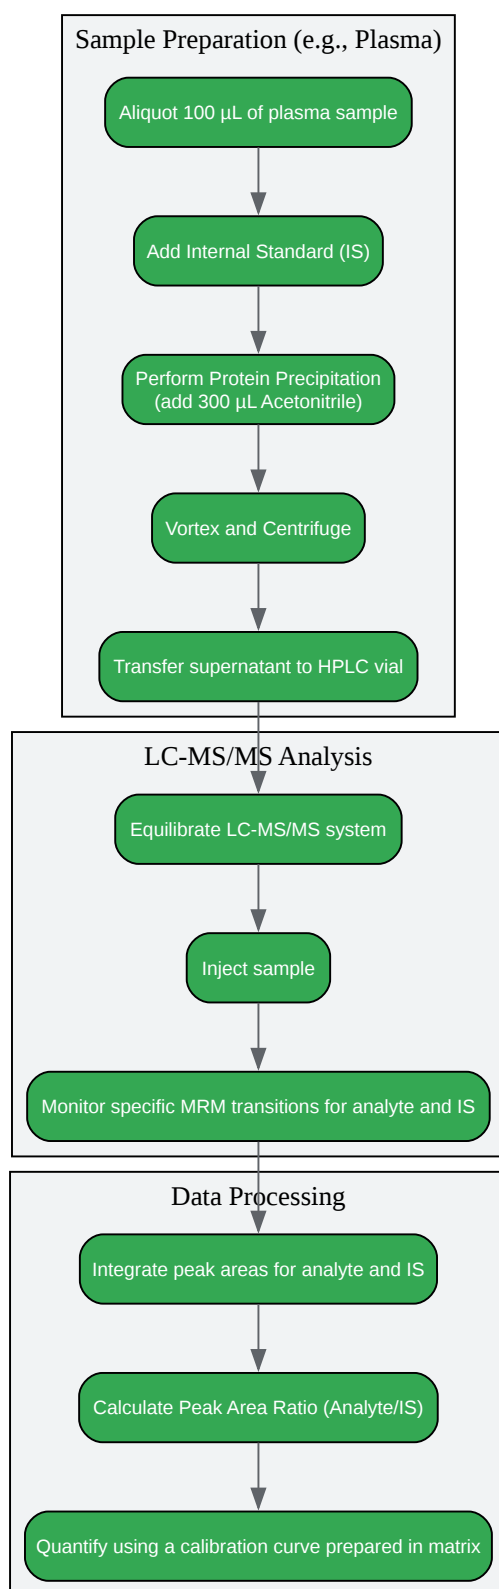 Sample Preparation (e.g., Plasma)
Aliquot 100 µL of plasma sample
Add Internal Standard (IS)
Perform Protein Precipitation
(add 300 µL Acetonitrile)
Vortex and Centrifuge
Transfer supernatant to HPLC vial
LC-MS/MS Analysis
Equilibrate LC-MS/MS system
Inject sample
Monitor specific MRM transitions for analyte and IS
Data Processing
Integrate peak areas for analyte and IS
Calculate Peak Area Ratio (Analyte/IS)
Quantify using a calibration curve prepared in matrix